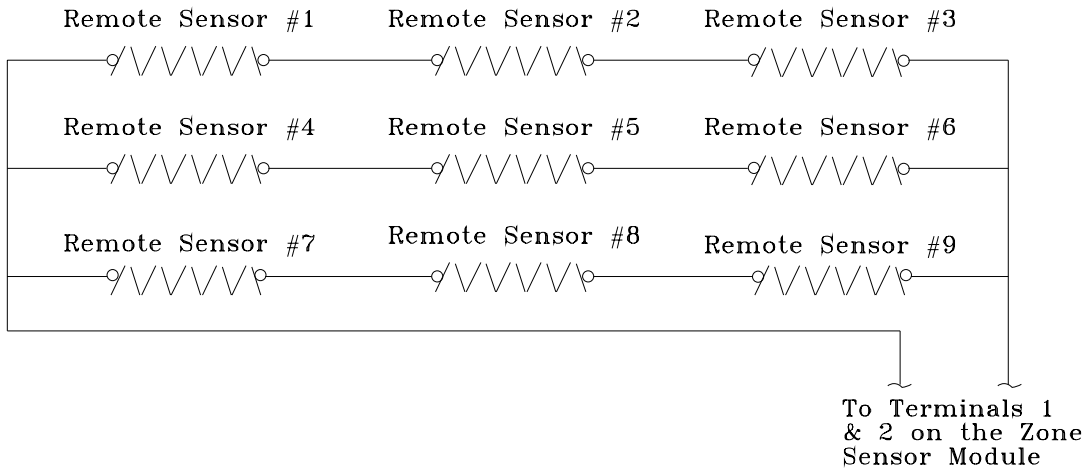 Remote Sensor #1
Remote Sensor #2
Remote Sensor #3
Remote Sensor #4
Remote Sensor #5
Remote Sensor #6
Remote Sensor #7
Remote Sensor #8
Remote Sensor #9
To Terminals 1
& 2 on the Zone
Sensor Module